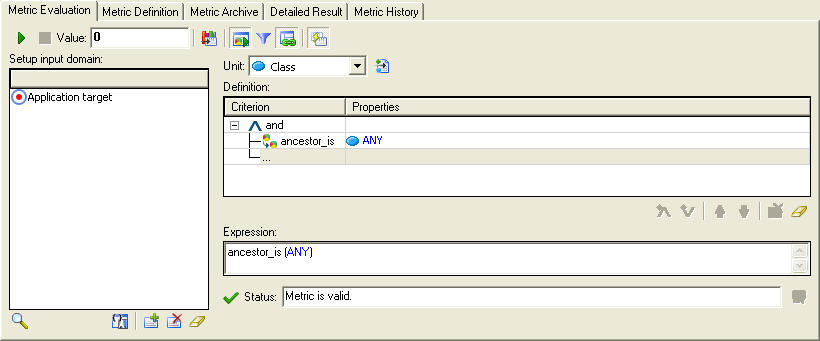 Metric Evaluation Metric Definition Metric Archive Detailed Result Metric History
Value: 0
Setup input domain:
Application target
Unit: Class
Definition:
Criterion Properties
and
ancestor_is ANY
...
Expression:
ancestor_is (ANY)
Status: Metric is valid.